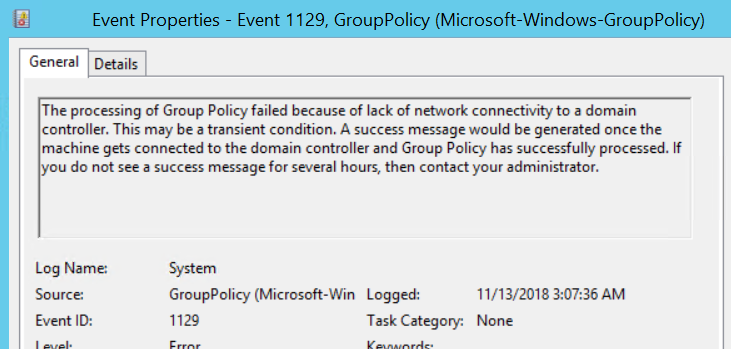 Event Properties - Event 1129, GroupPolicy (Microsoft-Windows-GroupPolicy)
General Details
The processing of Group Policy failed because of lack of network connectivity to a domain
controller. This may be a transient condition. A success message would be generated once the
machine gets connected to the domain controller and Group Policy has successfully processed. If
you do not see a success message for several hours, then contact your administrator.
Log Name: System
Source: GroupPolicy (Microsoft-Win Logged: 11/13/2018 3:07:36 AM
Event ID: 1129 Task Category: None
Level: Error Keywords: